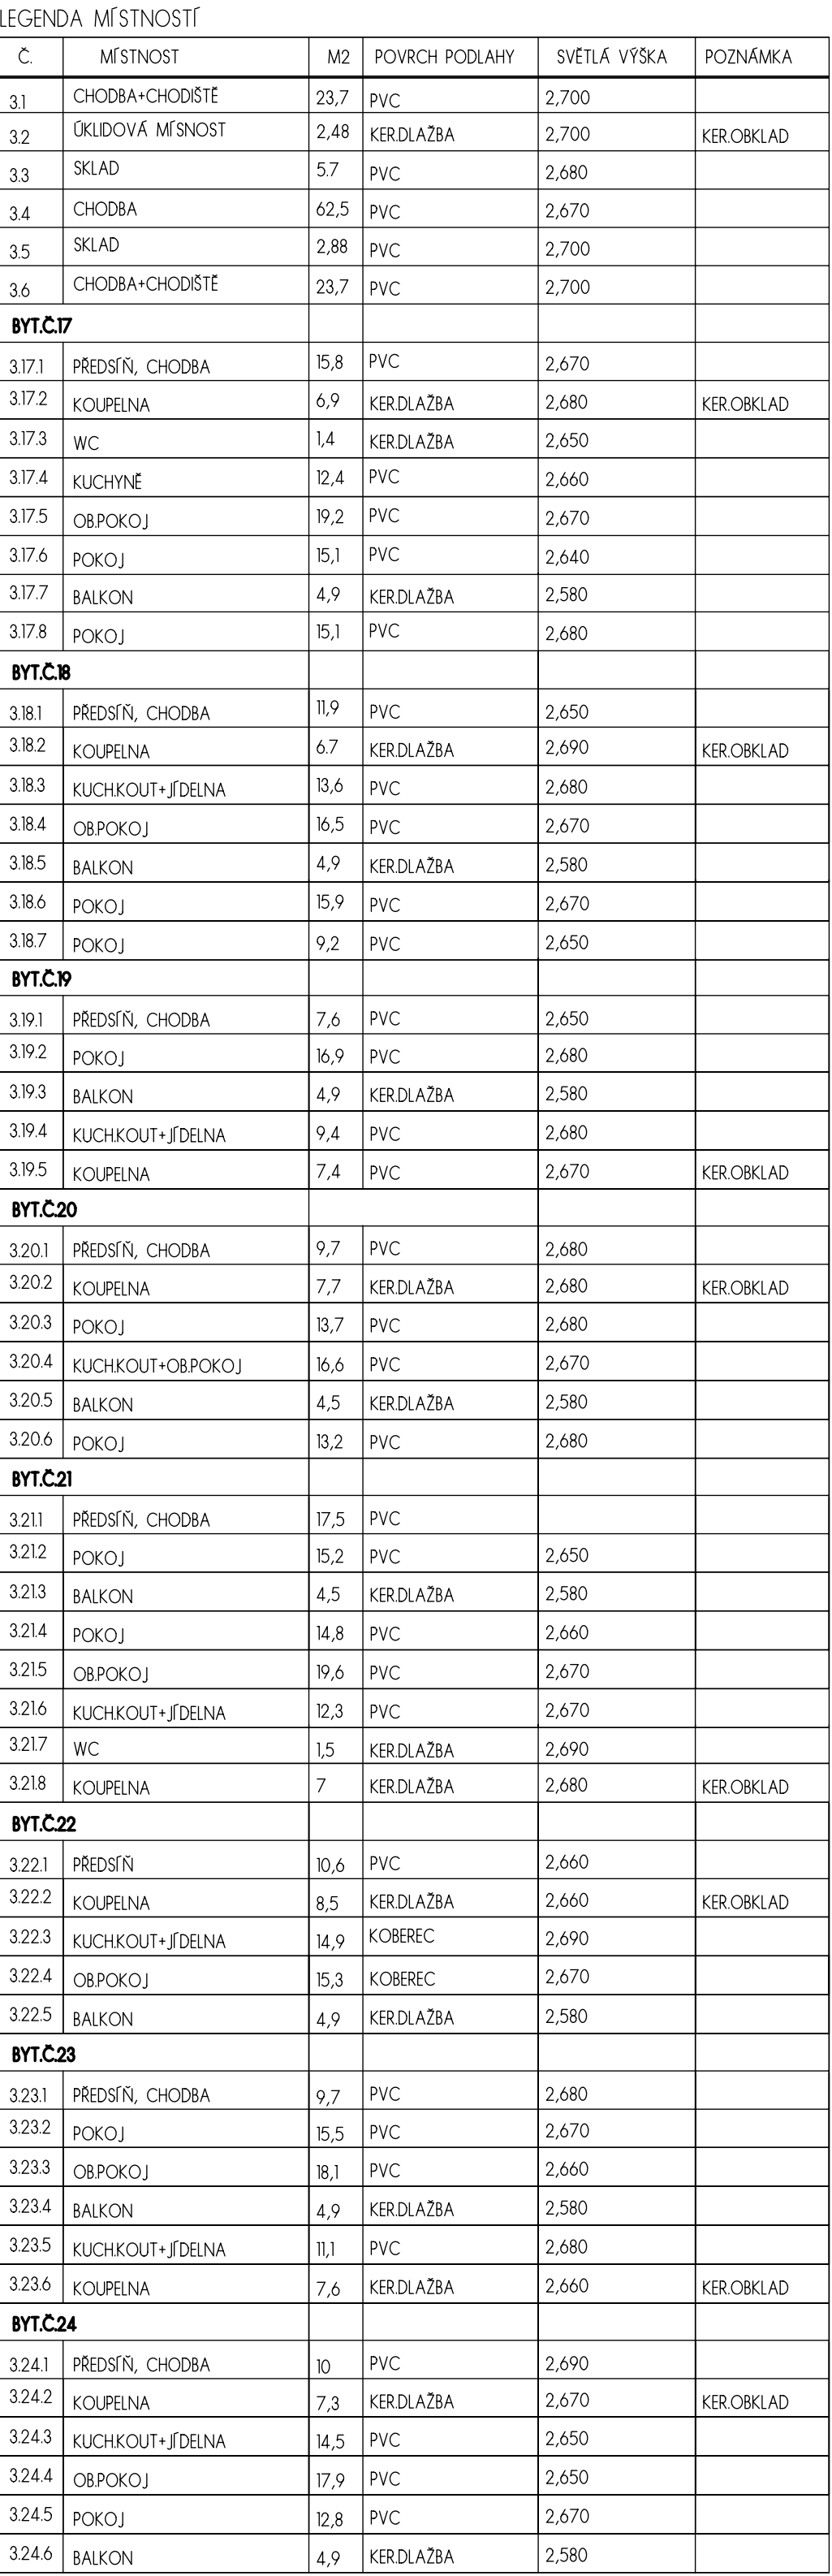 LEGENDA MÍSTNOSTÍ
Č. MÍSTNOST M2 POVRCH PODLAHY SVĚTLÁ VÝŠKA POZNÁMKA
3.1 CHODBA+CHODIŠTĚ 23,7 PVC 2,700
3.2 ÚKLIDOVÁ MÍSNOST 2,48 KER.DLAŽBA 2,700 KER.OBKLAD
3.3 SKLAD 5.7 PVC 2,680
3.4 CHODBA 62,5 PVC 2,670
3.5 SKLAD 2,88 PVC 2,700
3.6 CHODBA+CHODIŠTĚ 23,7 PVC 2,700
BYT.Č.17
3.17.1 PŘEDSÍŇ, CHODBA 15,8 PVC 2,670
3.17.2 KOUPELNA 6,9 KER.DLAŽBA 2,680 KER.OBKLAD
3.17.3 WC 1,4 KER.DLAŽBA 2,650
3.17.4 KUCHYNĚ 12,4 PVC 2,660
3.17.5 OB.POKOJ 19,2 PVC 2,670
3.17.6 POKOJ 15,1 PVC 2,640
3.17.7 BALKON 4,9 KER.DLAŽBA 2,580
3.17.8 POKOJ 15,1 PVC 2,680
BYT.Č.18
3.18.1 PŘEDSÍŇ, CHODBA 11,9 PVC 2,650
3.18.2 KOUPELNA 6.7 KER.DLAŽBA 2,690 KER.OBKLAD
3.18.3 KUCH.KOUT+JÍDELNA 13,6 PVC 2,680
3.18.4 OB.POKOJ 16,5 PVC 2,670
3.18.5 BALKON 4,9 KER.DLAŽBA 2,580
3.18.6 POKOJ 15,9 PVC 2,670
3.18.7 POKOJ 9,2 PVC 2,650
BYT.Č.19
3.19.1 PŘEDSÍŇ, CHODBA 7,6 PVC 2,650
3.19.2 POKOJ 16,9 PVC 2,680
3.19.3 BALKON 4,9 KER.DLAŽBA 2,580
3.19.4 KUCH.KOUT+JÍDELNA 9,4 PVC 2,680
3.19.5 KOUPELNA 7,4 PVC 2,670 KER.OBKLAD
BYT.Č.20
3.20.1 PŘEDSÍŇ, CHODBA 9,7 PVC 2,680
3.20.2 KOUPELNA 7,7 KER.DLAŽBA 2,680 KER.OBKLAD
3.20.3 POKOJ 13,7 PVC 2,680
3.20.4 KUCH.KOUT+OB.POKOJ 16,6 PVC 2,670
3.20.5 BALKON 4,5 KER.DLAŽBA 2,580
3.20.6 POKOJ 13,2 PVC 2,680
BYT.Č.21
3.21.1 PŘEDSÍŇ, CHODBA 17,5 PVC
3.21.2 POKOJ 15,2 PVC 2,650
3.21.3 BALKON 4,5 KER.DLAŽBA 2,580
3.21.4 POKOJ 14,8 PVC 2,660
3.21.5 OB.POKOJ 19,6 PVC 2,670
3.21.6 KUCH.KOUT+JÍDELNA 12,3 PVC 2,670
3.21.7 WC 1,5 KER.DLAŽBA 2,690
3.21.8 KOUPELNA 7 KER.DLAŽBA 2,680 KER.OBKLAD
BYT.Č.22
3.22.1 PŘEDSÍŇ 10,6 PVC 2,660
3.22.2 KOUPELNA 8,5 KER.DLAŽBA 2,660 KER.OBKLAD
3.22.3 KUCH.KOUT+JÍDELNA 14,9 KOBEREC 2,690
3.22.4 OB.POKOJ 15,3 KOBEREC 2,670
3.22.5 BALKON 4,9 KER.DLAŽBA 2,580
BYT.Č.23
3.23.1 PŘEDSÍŇ, CHODBA 9,7 PVC 2,680
3.23.2 POKOJ 15,5 PVC 2,670
3.23.3 OB.POKOJ 18,1 PVC 2,660
3.23.4 BALKON 4,9 KER.DLAŽBA 2,580
3.23.5 KUCH.KOUT+JÍDELNA 11,1 PVC 2,680
3.23.6 KOUPELNA 7,6 KER.DLAŽBA 2,660 KER.OBKLAD
BYT.Č.24
3.24.1 PŘEDSÍŇ, CHODBA 10 PVC 2,690
3.24.2 KOUPELNA 7,3 KER.DLAŽBA 2,670 KER.OBKLAD
3.24.3 KUCH.KOUT+JÍDELNA 14,5 PVC 2,650
3.24.4 OB.POKOJ 17,9 PVC 2,650
3.24.5 POKOJ 12,8 PVC 2,670
3.24.6 BALKON 4,9 KER.DLAŽBA 2,580